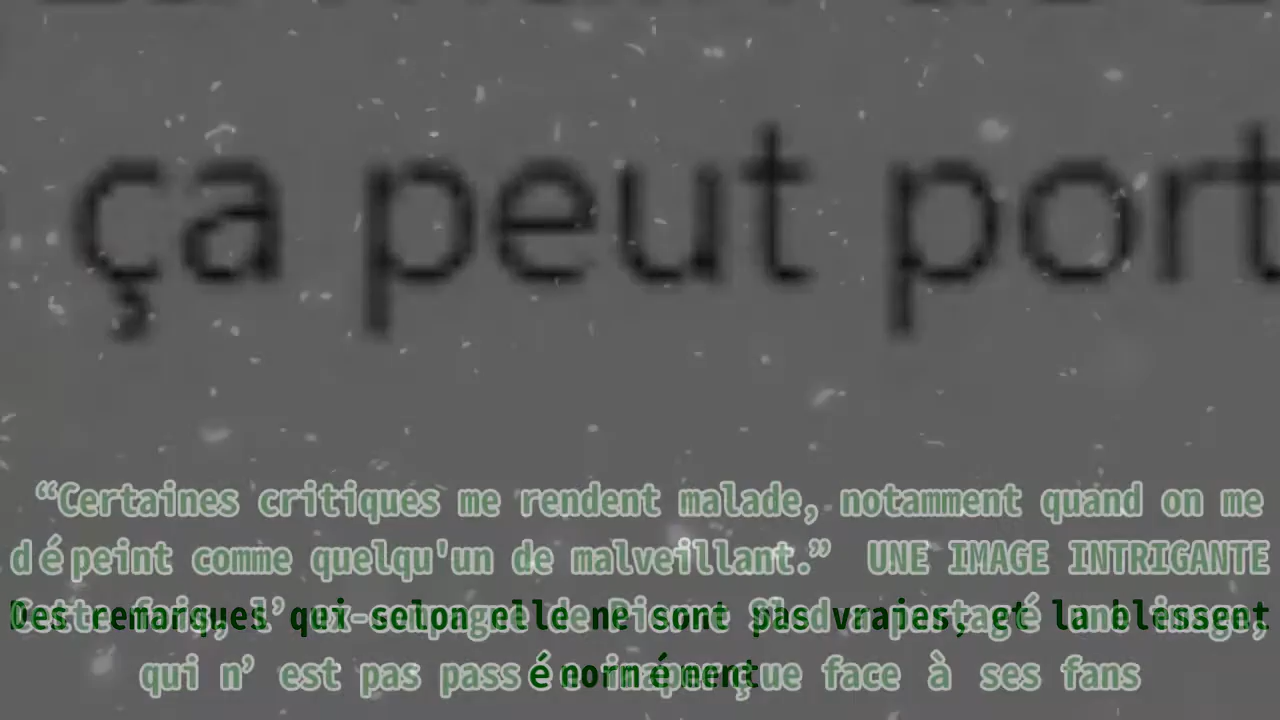 ça peut port
“Certaines critiques me rendent malade, notamment quand on me
dépeint comme quelqu'un de malveillant.” UNE IMAGE INTRIGANTE
Des remarques qui selon elle ne sont pas vraies, et la blessent
énormément
qui n’ est pas passé inaperçue face à ses fans